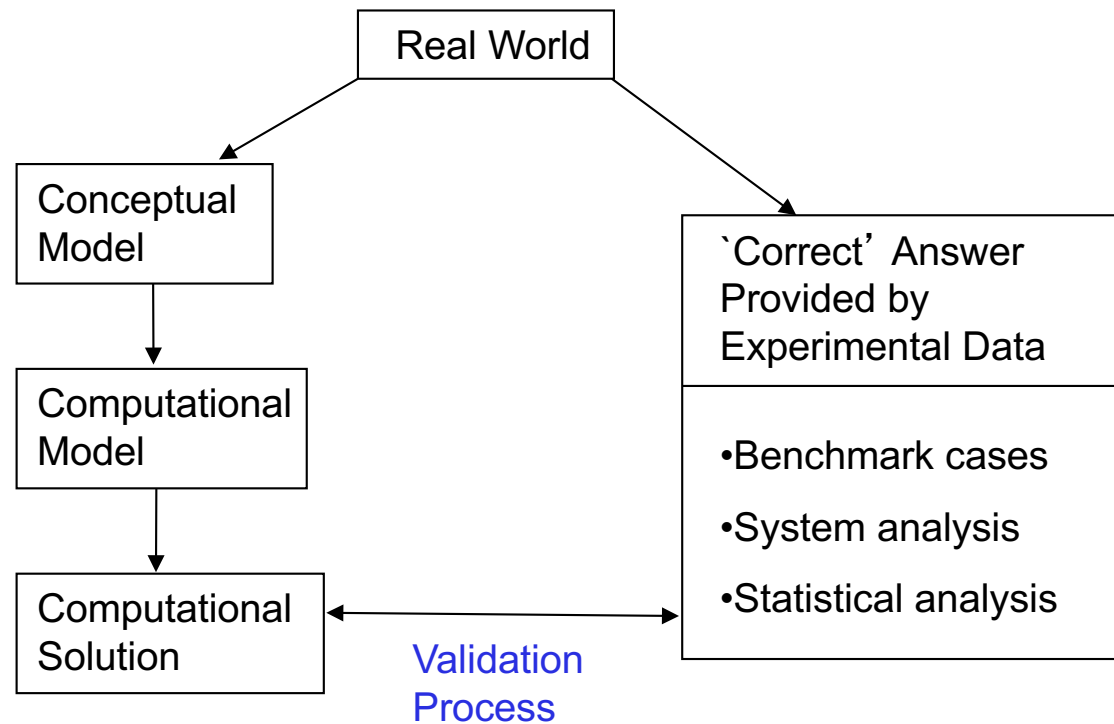 Real World
Conceptual
Model
`Correct’ Answer
Provided by
Experimental Data
Computational
Model
•Benchmark cases
•System analysis
•Statistical analysis
Computational
Solution
Validation
Process